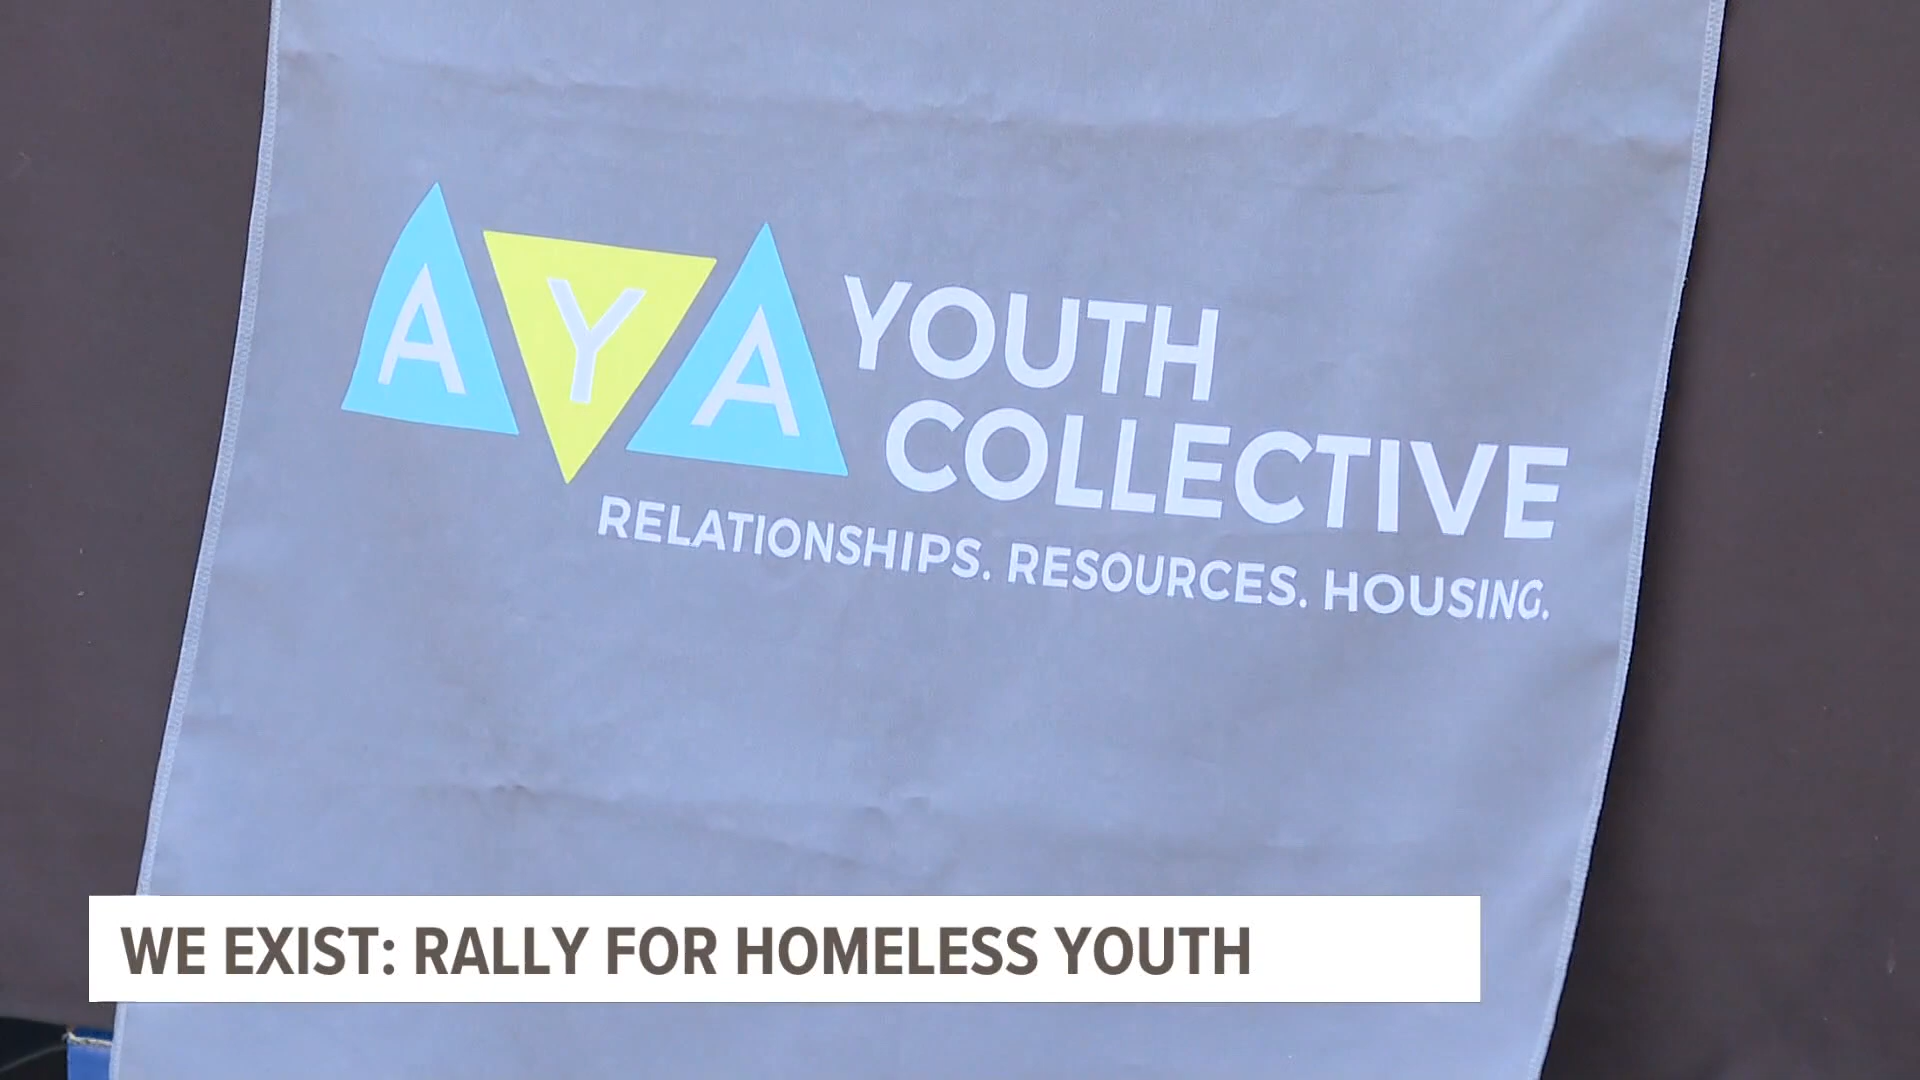 AYA YOUTH
COLLECTIVE
RELATIONSHIPS. RESOURCES. HOUSING.
WE EXIST: RALLY FOR HOMELESS YOUTH